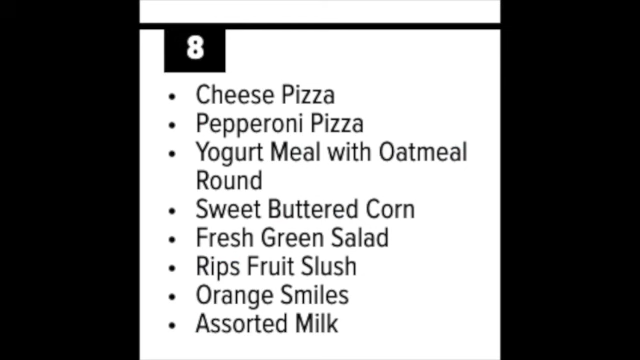 8
• Cheese Pizza
• Pepperoni Pizza
• Yogurt Meal with Oatmeal
Round
• Sweet Buttered Corn
• Fresh Green Salad
• Rips Fruit Slush
• Orange Smiles
• Assorted Milk